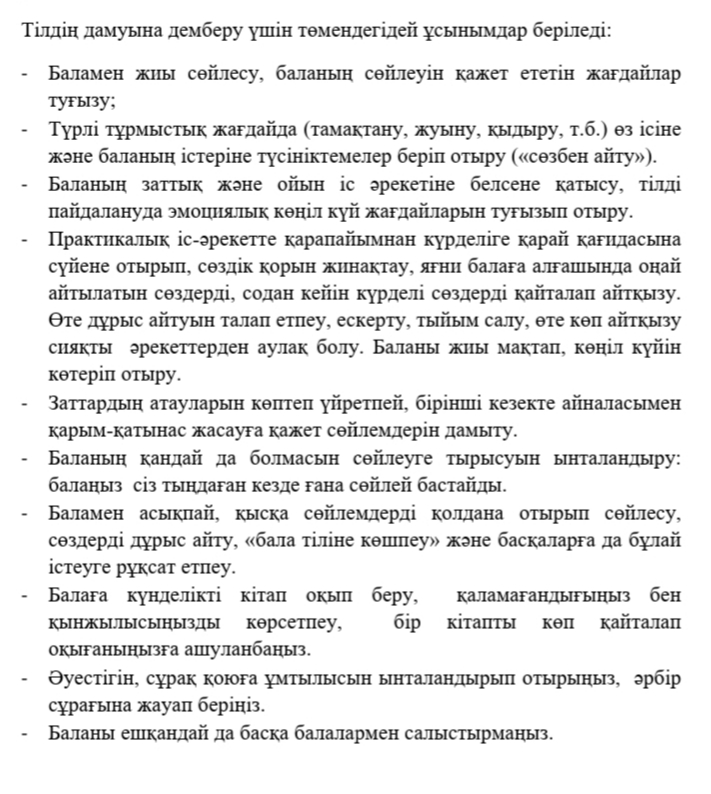 Тілдің дамуына демберу үшін төмендегідей ұсынымдар беріледі:
- Баламен жиы сөйлесу, баланың сөйлеуін қажет ететін жағдайлар
туғызу;
- Түрлі тұрмыстық жағдайда (тамақтану, жуыну, қыдыру, т.б.) өз ісіне
және баланың істеріне түсініктемелер беріп отыру («сөзбен айту»).
- Баланың заттық және ойын іс әрекетіне белсене қатысу, тілді
пайдалануда эмоциялық көңіл күй жағдайларын туғызып отыру.
- Практикалық іс-әрекетте қарапайымнан күрделіге қарай қағидасына
сүйене отырып, сөздік қорын жинақтау, яғни балаға алғашында оңай
айтылатын сөздерді, содан кейін күрделі сөздерді қайталап айтқызу.
Өте дұрыс айтуын талап етпеу, ескерту, тыйым салу, өте көп айтқызу
сияқты әрекеттерден аулақ болу. Баланы жиы мақтап, көңіл күйін
көтеріп отыру.
- Заттардың атауларын көптеп үйретпей, бірінші кезекте айналасымен
қарым-қатынас жасауға қажет сөйлемдерін дамыту.
- Баланың қандай да болмасын сөйлеуге тырысуын ынталандыру:
балаңыз сіз тыңдаған кезде ғана сөйлей бастайды.
- Баламен асықпай, қысқа сөйлемдерді қолдана отырып сөйлесу,
сөздерді дұрыс айту, «бала тіліне көшпеу» және басқаларға да бұлай
істеуге рұқсат етпеу.
- Балаға күнделікті кітап оқып беру, қаламағандығыңыз бен
қынжылысыңызды көрсетпеу, бір кітапты көп қайталап
оқығаныңызға ашуланбаңыз.
- Әуестігін, сұрақ қоюға ұмтылысын ынталандырып отырыңыз, әрбір
сұрағына жауап беріңіз.
- Баланы ешқандай да басқа балалармен салыстырмаңыз.